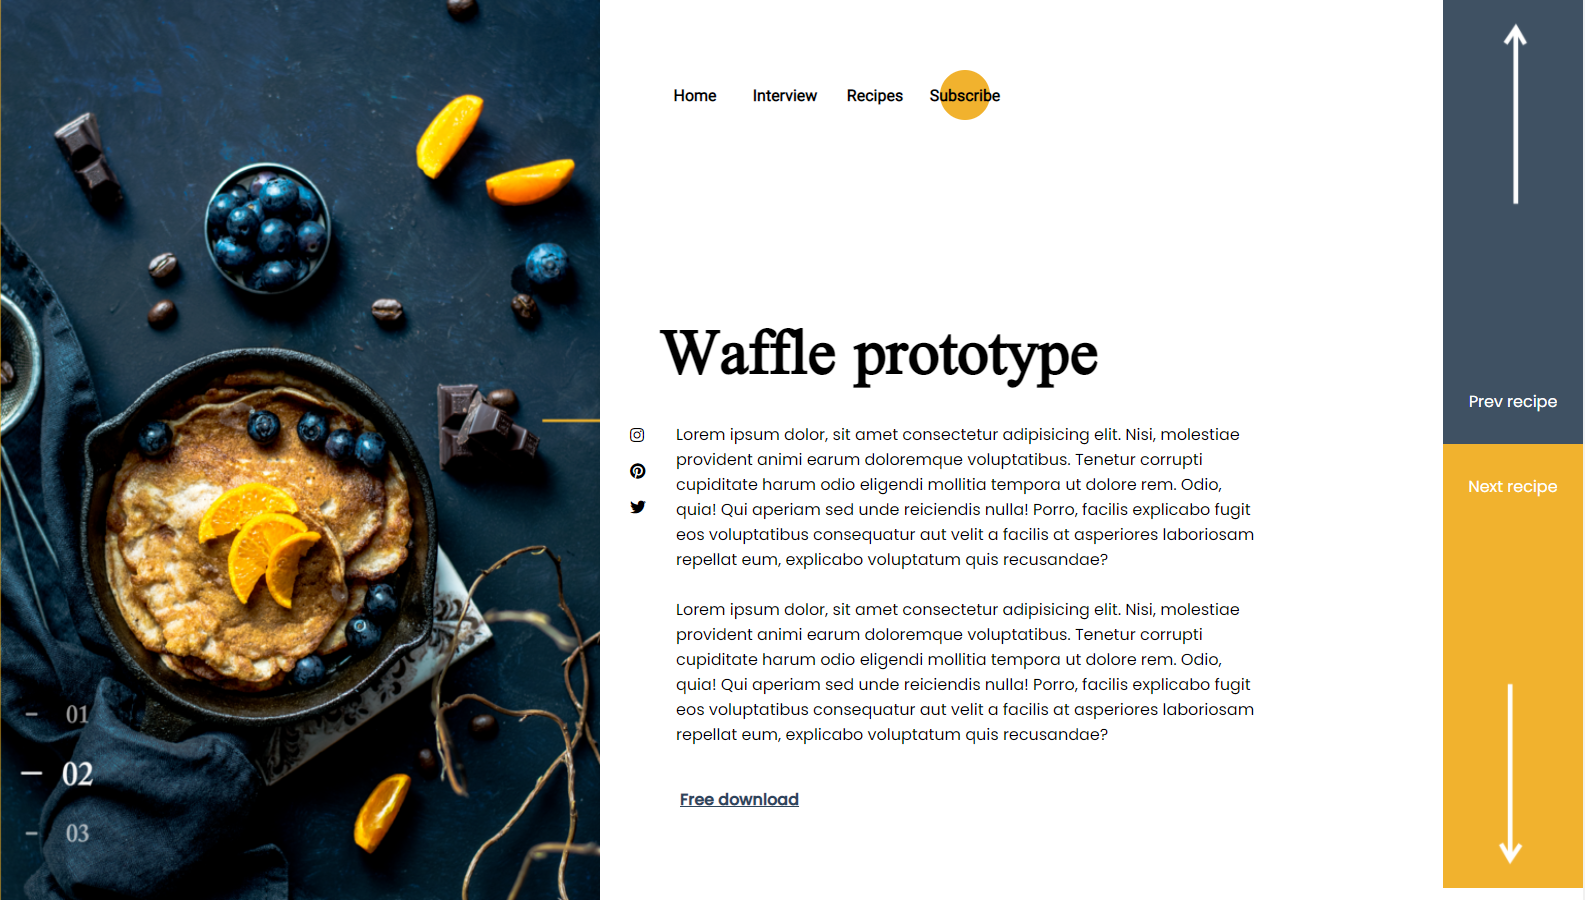 Home Interview Recipes Subscribe
Waffle prototype
Lorem ipsum dolor, sit amet consectetur adipisicing elit. Nisi, molestiae
provident animi earum doloremque voluptatibus. Tenetur corrupti
cupiditate harum odio eligendi mollitia tempora ut dolore rem. Odio,
quia! Qui aperiam sed unde reiciendis nulla! Porro, facilis explicabo fugit
eos voluptatibus consequatur aut velit a facilis at asperiores laboriosam
repellat eum, explicabo voluptatum quis recusandae?
Lorem ipsum dolor, sit amet consectetur adipisicing elit. Nisi, molestiae
provident animi earum doloremque voluptatibus. Tenetur corrupti
cupiditate harum odio eligendi mollitia tempora ut dolore rem. Odio,
quia! Qui aperiam sed unde reiciendis nulla! Porro, facilis explicabo fugit
eos voluptatibus consequatur aut velit a facilis at asperiores laboriosam
repellat eum, explicabo voluptatum quis recusandae?
Free download
01
02
03
Prev recipe
Next recipe